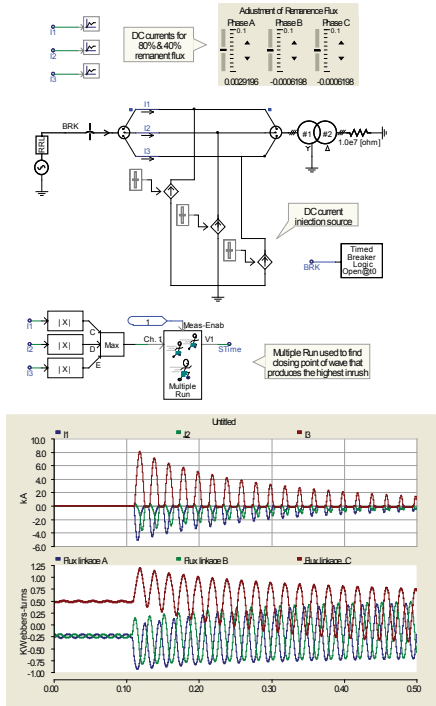 Adjustment of Remanence Flux
PhaseA PhaseB PhaseC
0.1 0.1 0.1
0.0029196 -0.0006198 -0.0006198
I1
I2
I3
DC currents for
80% & 40%
remanent flux
I1
I2
I3
BRK
RRL
#1 #2
Y Δ
1.0e7 [ohm]
DC current
injection source
BRK
Timed
Breaker
Logic
Open@t0
I1
I2
I3
|X|
|X|
|X|
C
D
E
Max
1
Meas-Enab
Ch. 1
V1
STime
Multiple
Run
Multiple Run used to find
closing point of wave that
produces the highest inrush
Untitled
I1 I2 I3
kA
10.0
8.0
6.0
4.0
2.0
0.0
-2.0
-4.0
-6.0
Flux linkage A Flux linkage B Flux linkage C
KWebbers-turns
1.25
1.00
0.75
0.50
0.25
0.00
-0.25
-0.50
-0.75
-1.00
0.00 0.10 0.20 0.30 0.40 0.50